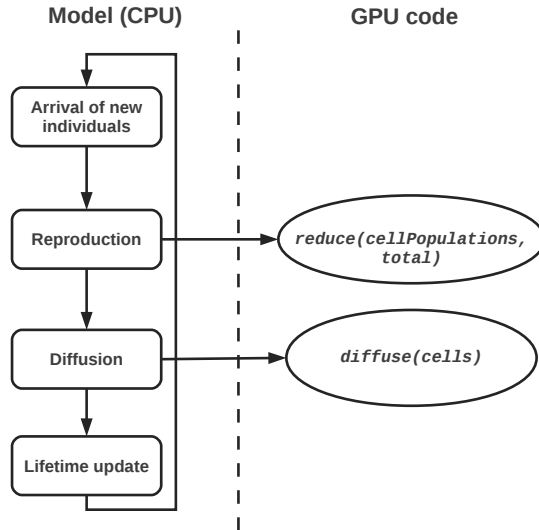 Model (CPU)
GPU code
Arrival of new
individuals
Reproduction
reduce(cellPopulations,
total)
Diffusion
diffuse(cells)
Lifetime update